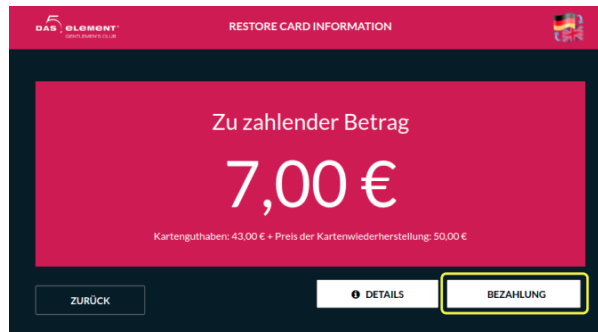 DAS 5 ELEMENT
GENTLEMEN'S CLUB
RESTORE CARD INFORMATION
Zu zahlender Betrag
7,00 €
Kartenguthaben: 43,00 € + Preis der Kartenwiederherstellung: 50,00 €
ZURÜCK
DETAILS
BEZAHLUNG